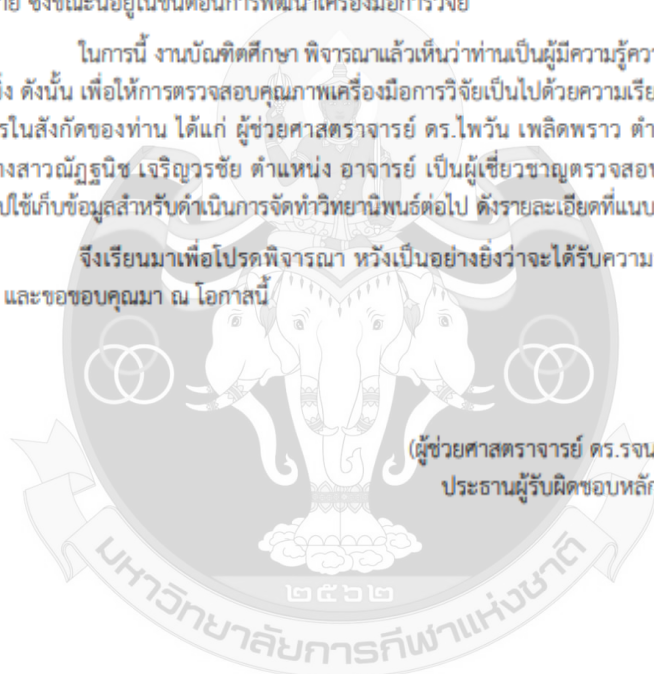 าย ซึ่งขณะนี้อยู่ในขั้นตอนการพัฒนาเครื่องมือการวิจัย
ในการนี้ งานบัณฑิตศึกษา พิจารณาแล้วเห็นว่าท่านเป็นผู้มีความรู้ความ
ยิ่ง ดังนั้น เพื่อให้การตรวจสอบคุณภาพเครื่องมือการวิจัยเป็นไปด้วยความเรีย
รในสังกัดของท่าน ได้แก่ ผู้ช่วยศาสตราจารย์ ดร.ไพวัน เพลิดพราว ตำ
างสาวณัฏฐนิช เจริญวรชัย ตำแหน่ง อาจารย์ เป็นผู้เชี่ยวชาญตรวจสอบ
ปใช้เก็บข้อมูลสำหรับดำเนินการจัดทำวิทยานิพนธ์ต่อไป ดังรายละเอียดที่แนบ
จึงเรียนมาเพื่อโปรดพิจารณา หวังเป็นอย่างยิ่งว่าจะได้รับความ
และขอขอบคุณมา ณ โอกาสนี้
(ผู้ช่วยศาสตราจารย์ ดร.รจน
ประธานผู้รับผิดชอบหลัก
๒๕๖๒
มหาวิทยาลัยการกีฬาแห่งชาติ